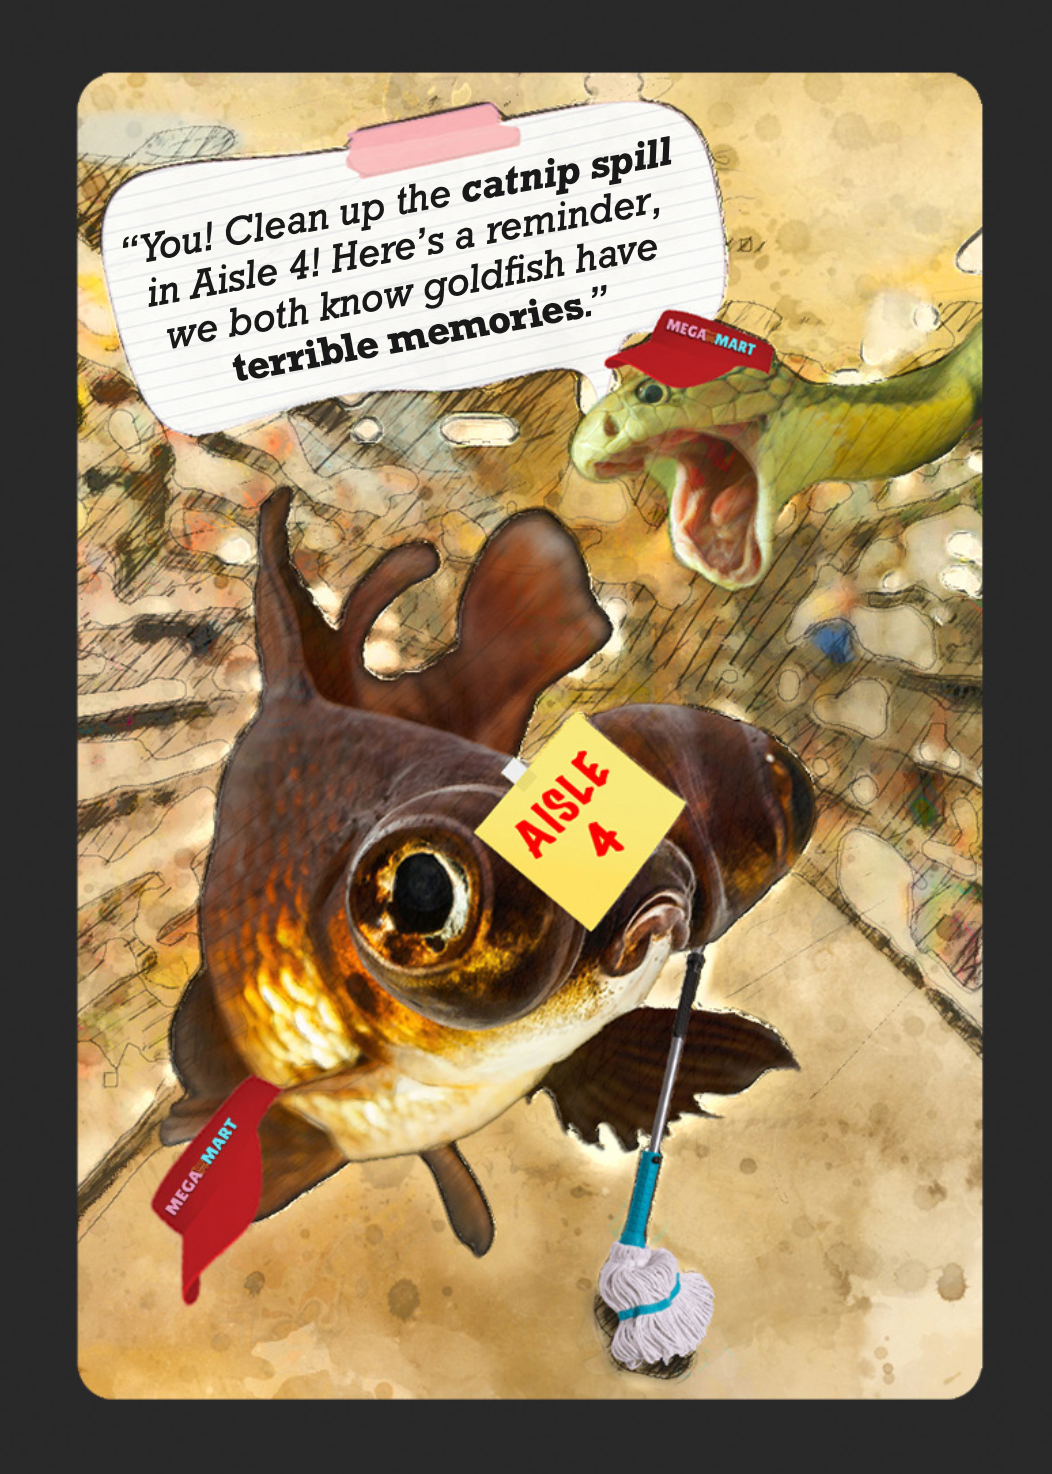 “You! Clean up the catnip spill
in Aisle 4! Here’s a reminder,
we both know goldfish have
terrible memories.”
MEGA MART
AISLE
4
MEGA MART